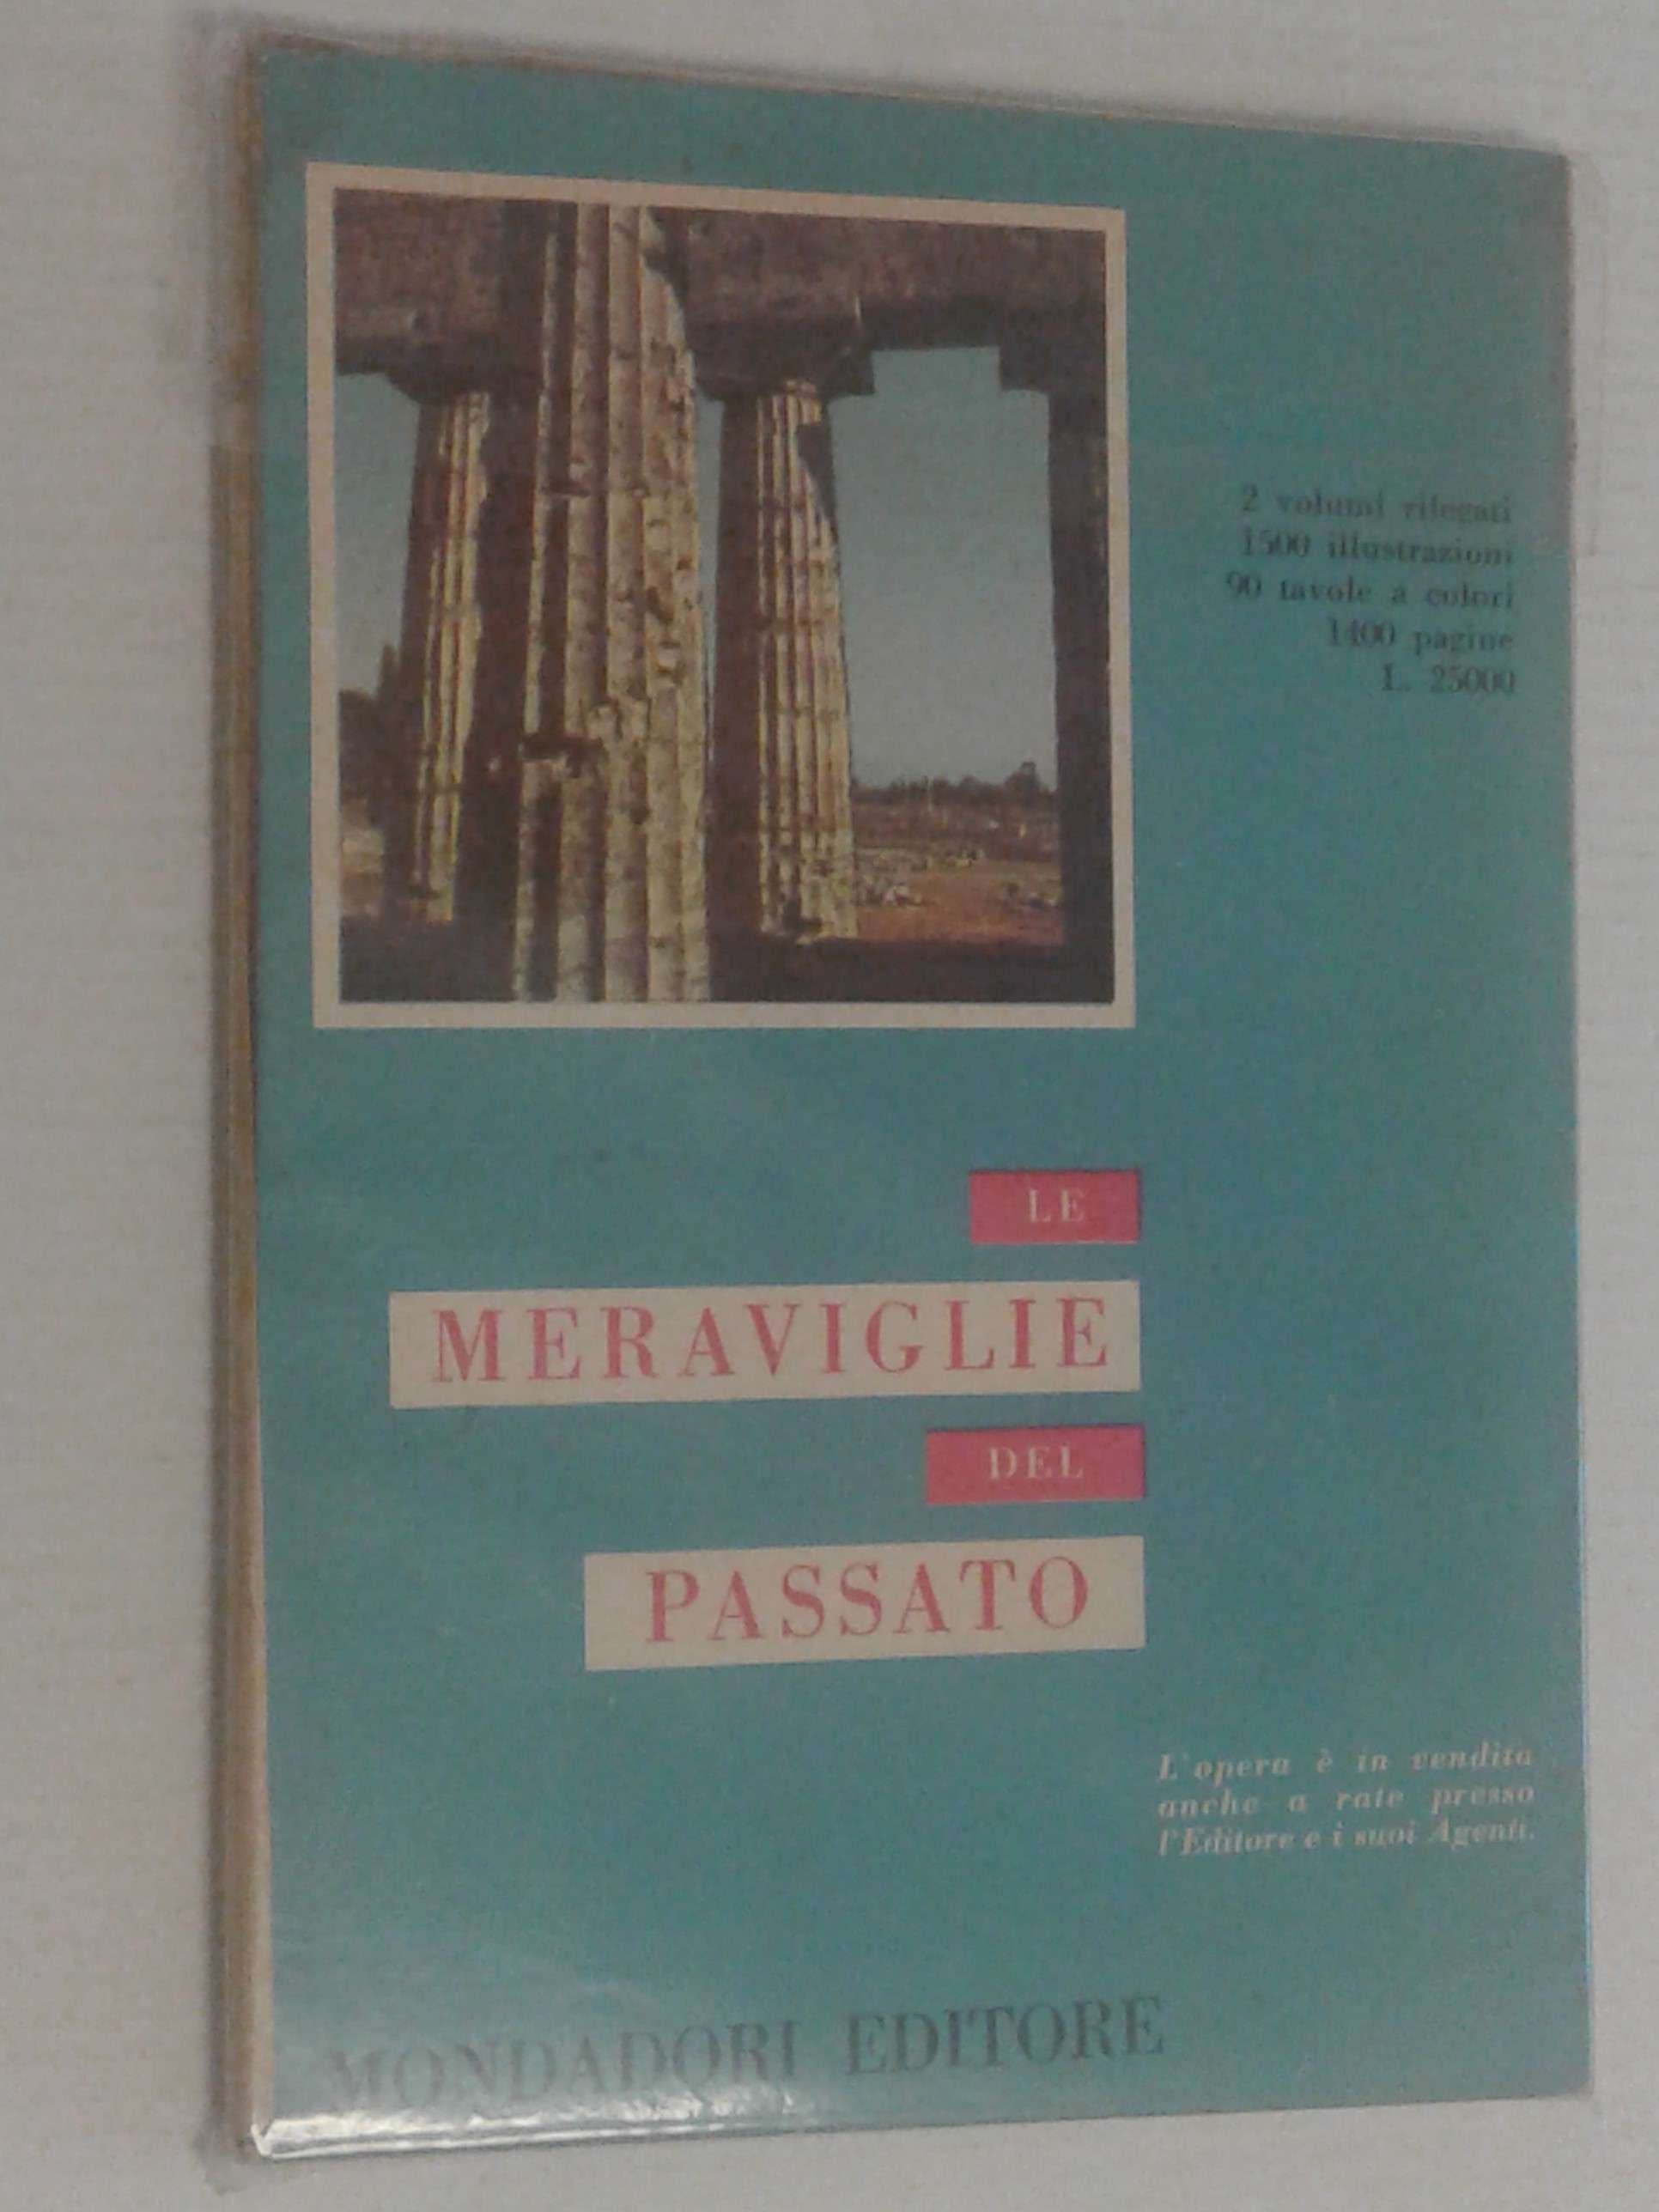 2 volumi rilegati
1500 illustrazioni
90 tavole a colori
1400 pagine
L. 25000
LE
MERAVIGLIE
DEL
PASSATO
L'opera è in vendita
anche a rate presso
l'Editore e i suoi Agenti.
MONDADORI EDITORE